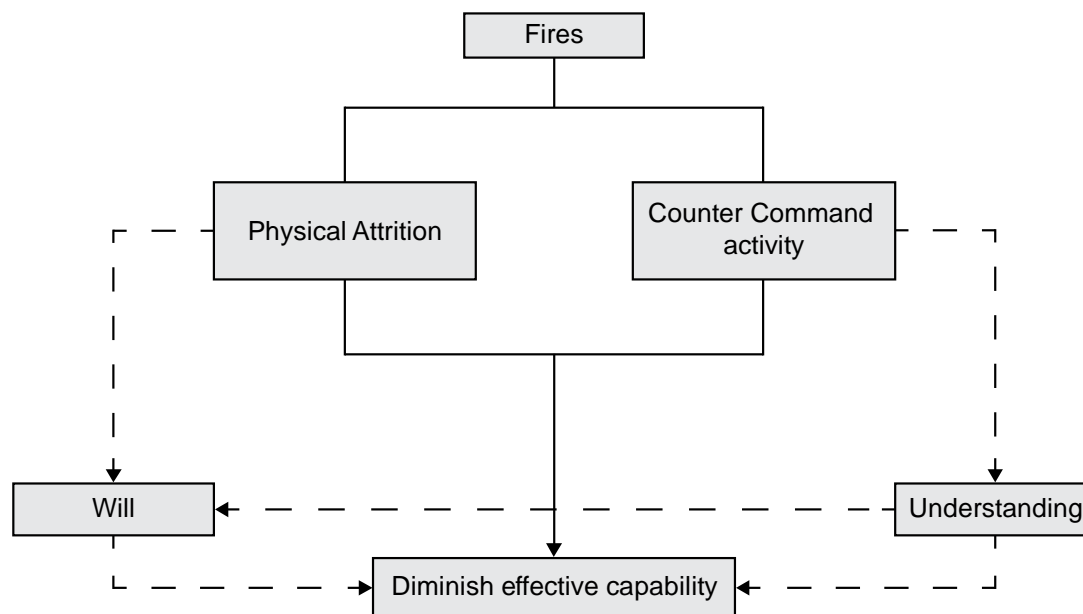 Fires
Physical Attrition
Counter Command
activity
Will
Understanding
Diminish effective capability